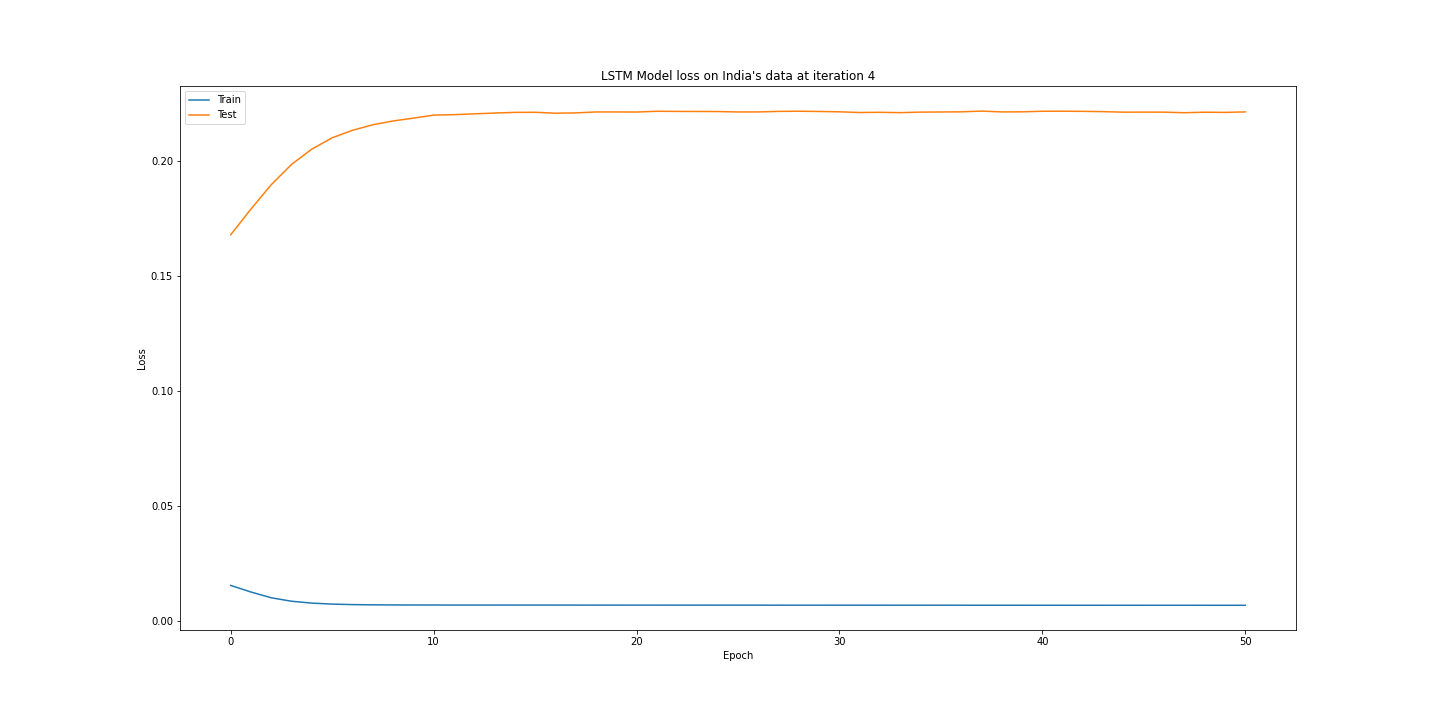 LSTM Model loss on India's data at iteration 4
Train
Test
0.20
0.15
0.10
0.05
0.00
Loss
0 10 20 30 40 50
Epoch